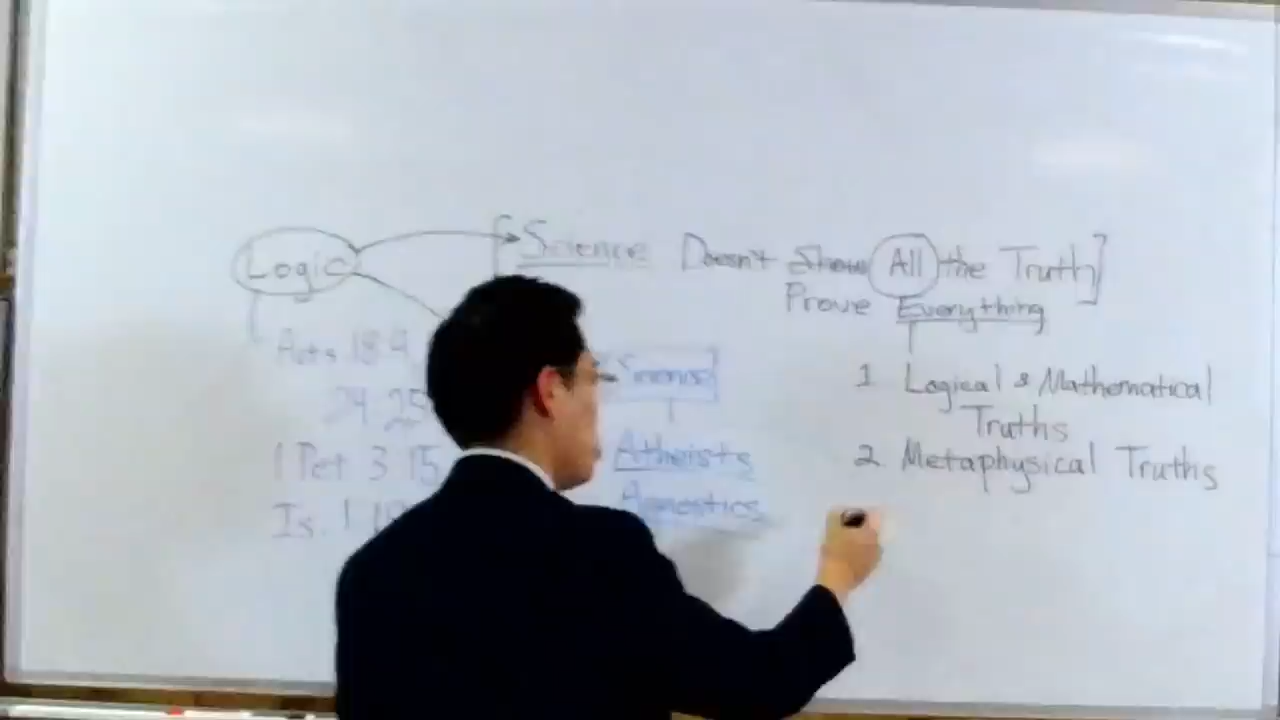 Logic
Science Doesn't Show All the Truth
Prove Everything
Acts 18:4
24 25
1 Pet 3 15
Is. 1 18
Science
Atheists
Agnostics
1 Logical & Mathematical
Truths
2 Metaphysical Truths